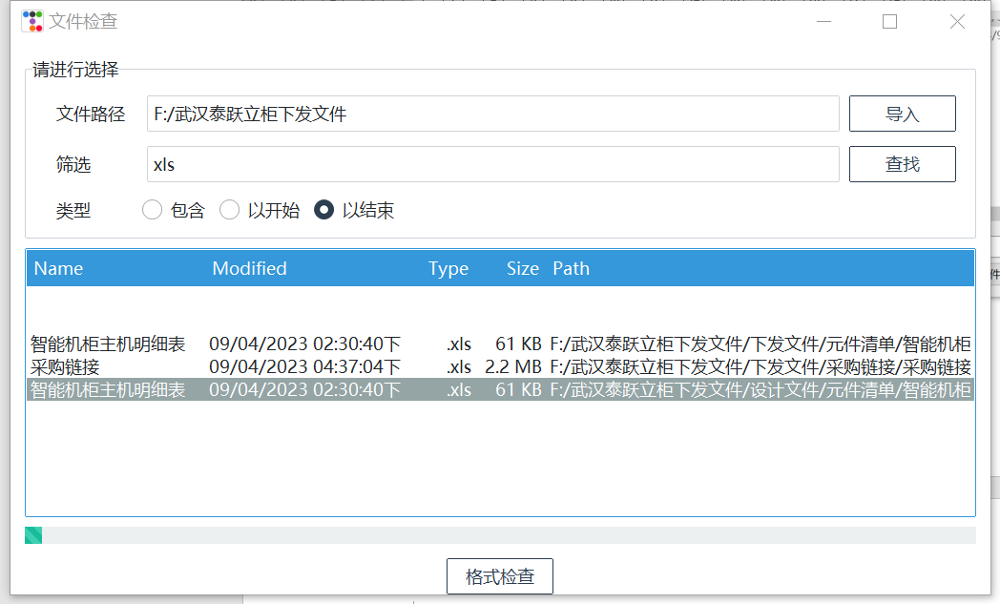 文件检查
请进行选择
文件路径 F:/武汉泰跃立柜下发文件 导入
筛选 xls 查找
类型 包含 以开始 以结束
Name Modified Type Size Path
智能机柜主机明细表 09/04/2023 02:30:40下 .xls 61 KB F:/武汉泰跃立柜下发文件/下发文件/元件清单/智能机柜
采购链接 09/04/2023 04:37:04下 .xls 2.2 MB F:/武汉泰跃立柜下发文件/下发文件/采购链接/采购链接
智能机柜主机明细表 09/04/2023 02:30:40下 .xls 61 KB F:/武汉泰跃立柜下发文件/设计文件/元件清单/智能机柜
格式检查